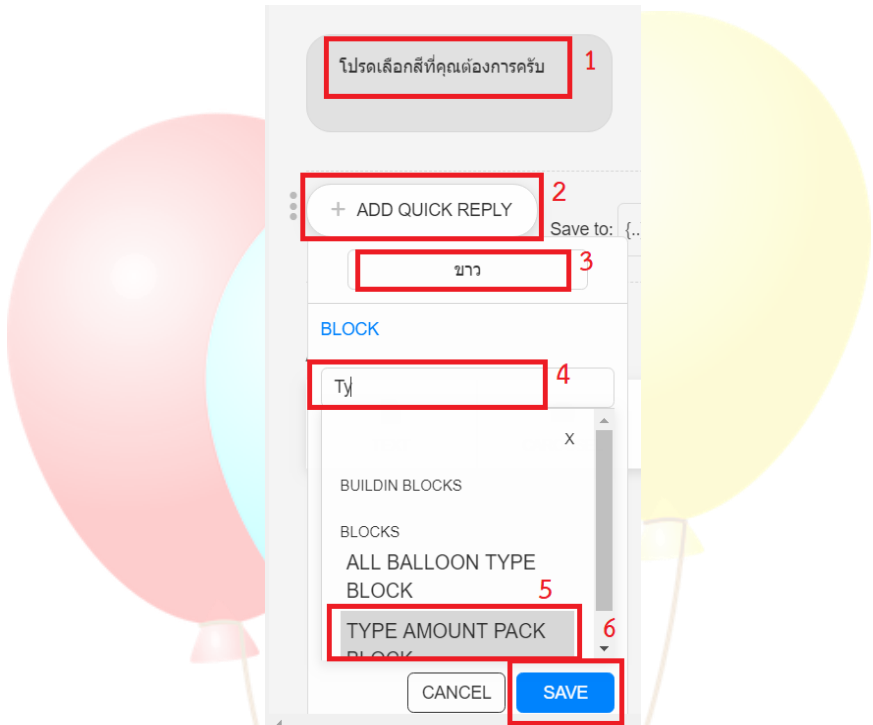 โปรดเลือกสีที่คุณต้องการครับ 1
2
+ ADD QUICK REPLY
Save to: {..
ขาว 3
BLOCK
Ty 4
X
BUILDIN BLOCKS
BLOCKS
ALL BALLOON TYPE
BLOCK 5
TYPE AMOUNT PACK 6
BLOCK
CANCEL SAVE